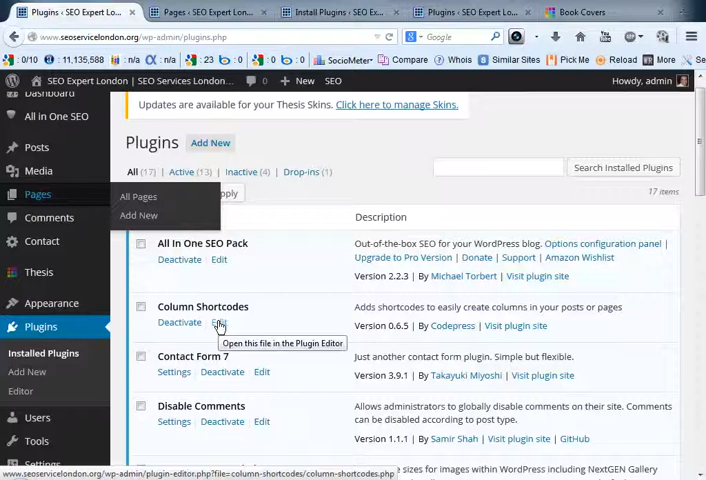 Plugins ‹ SEO Expert Lond...
Pages ‹ SEO Expert Lon...
Install Plugins ‹ SEO Ex...
Plugins ‹ SEO Expert Lo...
Book Covers
www.seoservicelondon.org/wp-admin/plugins.php
Google
: 0/10
: 11,135,588
: n/a
: n/a
: 23
: 0
: 915
SocioMeter
Compare
Whois
Similar Sites
Pick Me
Reload
More
SEO Expert London | SEO Services London...
0
New
SEO
Howdy, admin
Dashboard
All in One SEO
Posts
Media
Pages
All Pages
Add New
Comments
Contact
Thesis
Appearance
Plugins
Installed Plugins
Add New
Editor
Users
Tools
Settings
Updates are available for your Thesis Skins. Click here to manage Skins.
Plugins Add New
All (17) | Active (13) | Inactive (4) | Drop-ins (1)
Search Installed Plugins
17 items
Description
All In One SEO Pack
Deactivate | Edit
Out-of-the-box SEO for your WordPress blog. Options configuration panel |
Upgrade to Pro Version | Donate | Support | Amazon Wishlist
Version 2.2.3 | By Michael Torbert | Visit plugin site
Column Shortcodes
Deactivate | Edit
Open this file in the Plugin Editor
Adds shortcodes to easily create columns in your posts or pages
Version 0.6.5 | By Codepress | Visit plugin site
Contact Form 7
Settings | Deactivate | Edit
Just another contact form plugin. Simple but flexible.
Version 3.9.1 | By Takayuki Miyoshi | Visit plugin site
Disable Comments
Settings | Deactivate | Edit
Allows administrators to globally disable comments on their site. Comments
can be disabled according to post type.
Version 1.1.1 | By Samir Shah | Visit plugin site | GitHub
sizes for images within WordPress including NextGEN Gallery
www.seoservicelondon.org/wp-admin/plugin-editor.php?file=column-shortcodes/column-shortcodes.php